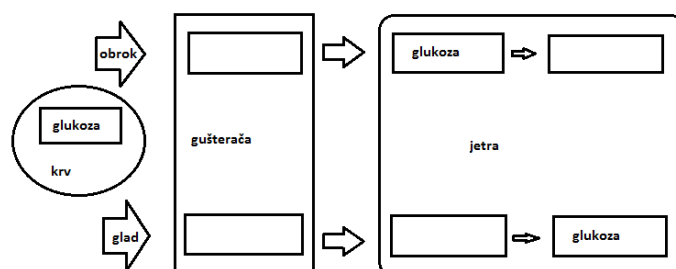 obrok
glukoza
glukoza
gušterača
jetra
krv
glad
glukoza